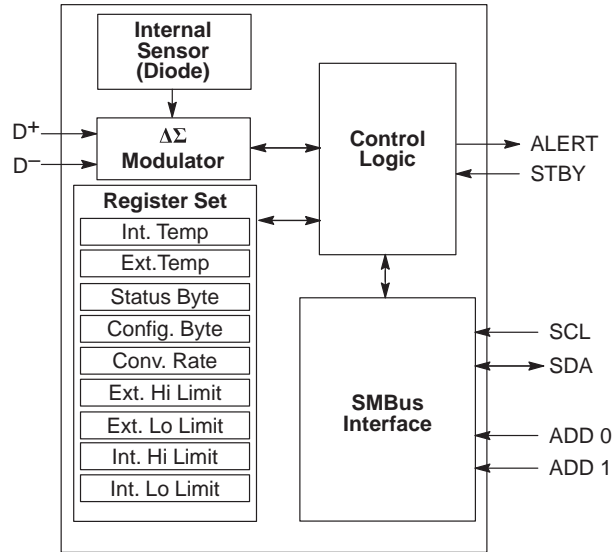 Internal
Sensor
(Diode)
D+
D−
ΔΣ
Modulator
Control
Logic
ALERT
STBY
Register Set
Int. Temp
Ext.Temp
Status Byte
Config. Byte
Conv. Rate
Ext. Hi Limit
Ext. Lo Limit
Int. Hi Limit
Int. Lo Limit
SMBus
Interface
SCL
SDA
ADD 0
ADD 1